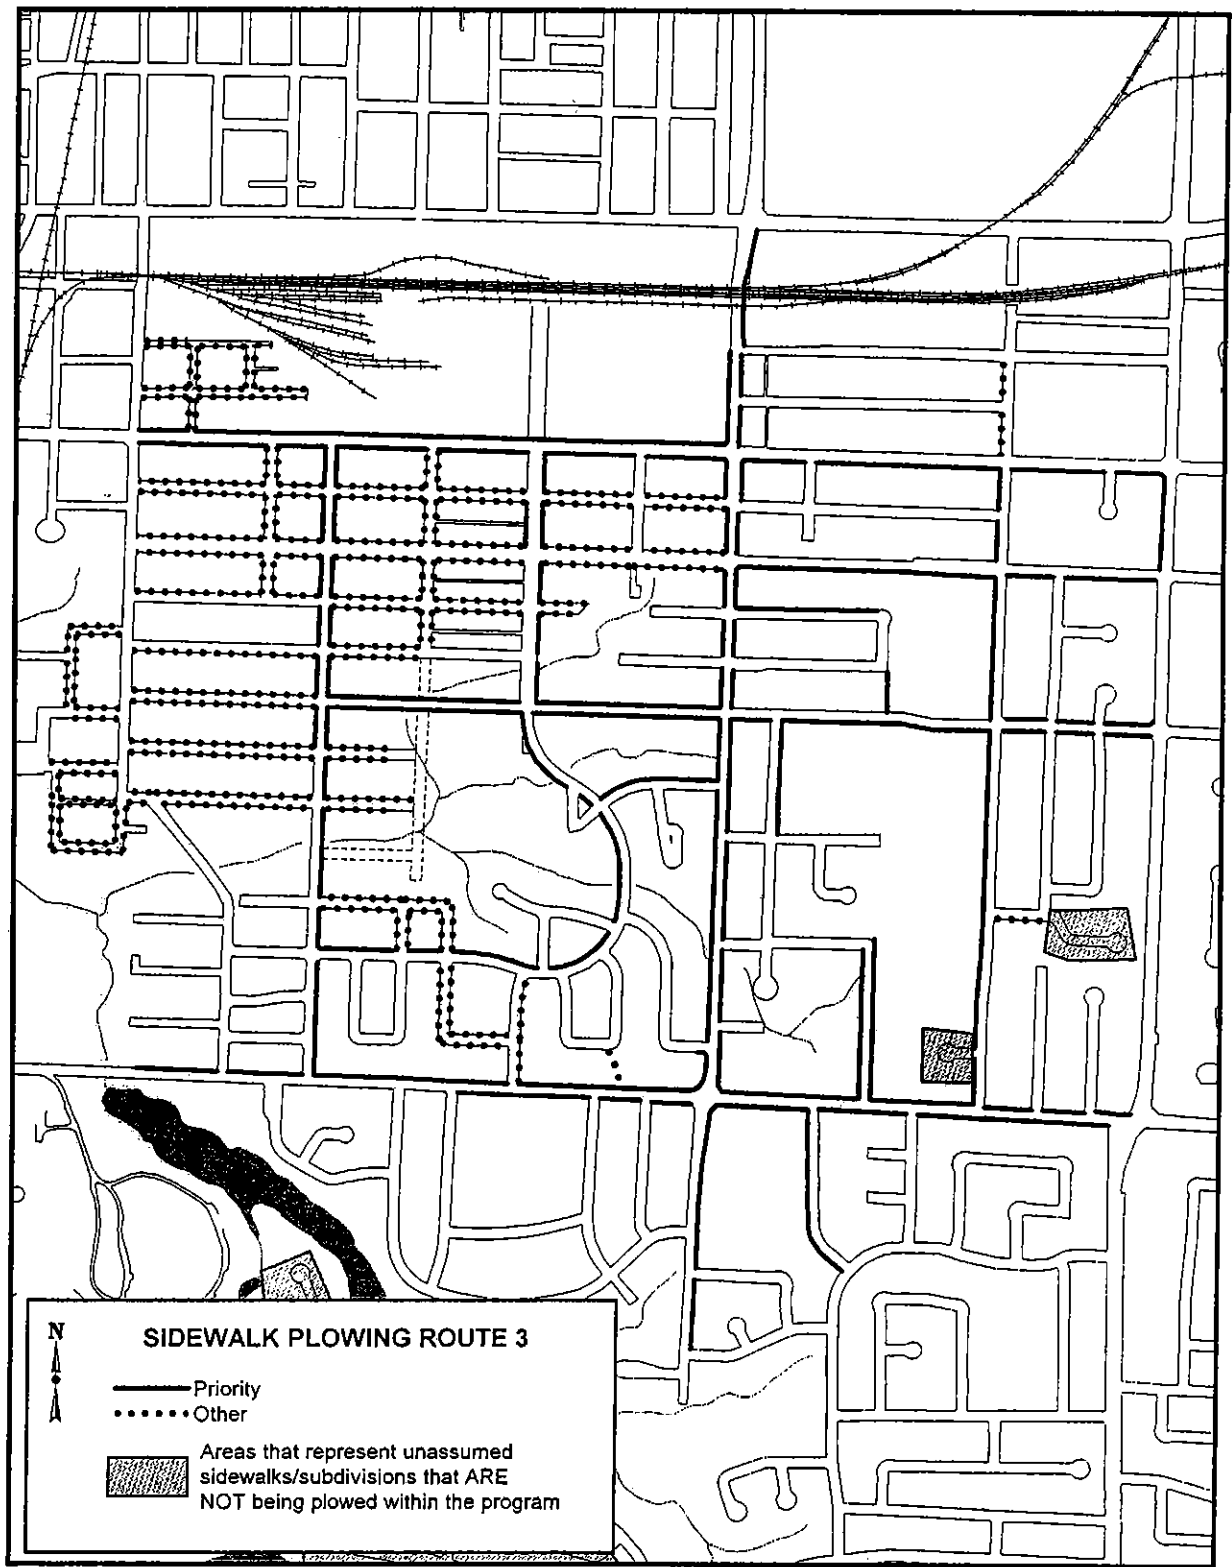 N
SIDEWALK PLOWING ROUTE 3
Priority
Other
Areas that represent unassumed
sidewalks/subdivisions that ARE
NOT being plowed within the program